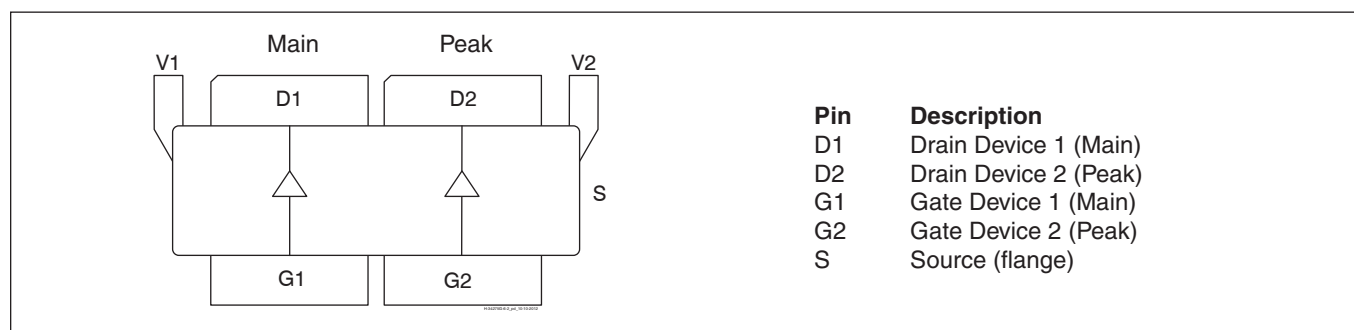 Main Peak
V1 V2
D1 D2
S
G1 G2
Pin Description
D1 Drain Device 1 (Main)
D2 Drain Device 2 (Peak)
G1 Gate Device 1 (Main)
G2 Gate Device 2 (Peak)
S Source (flange)